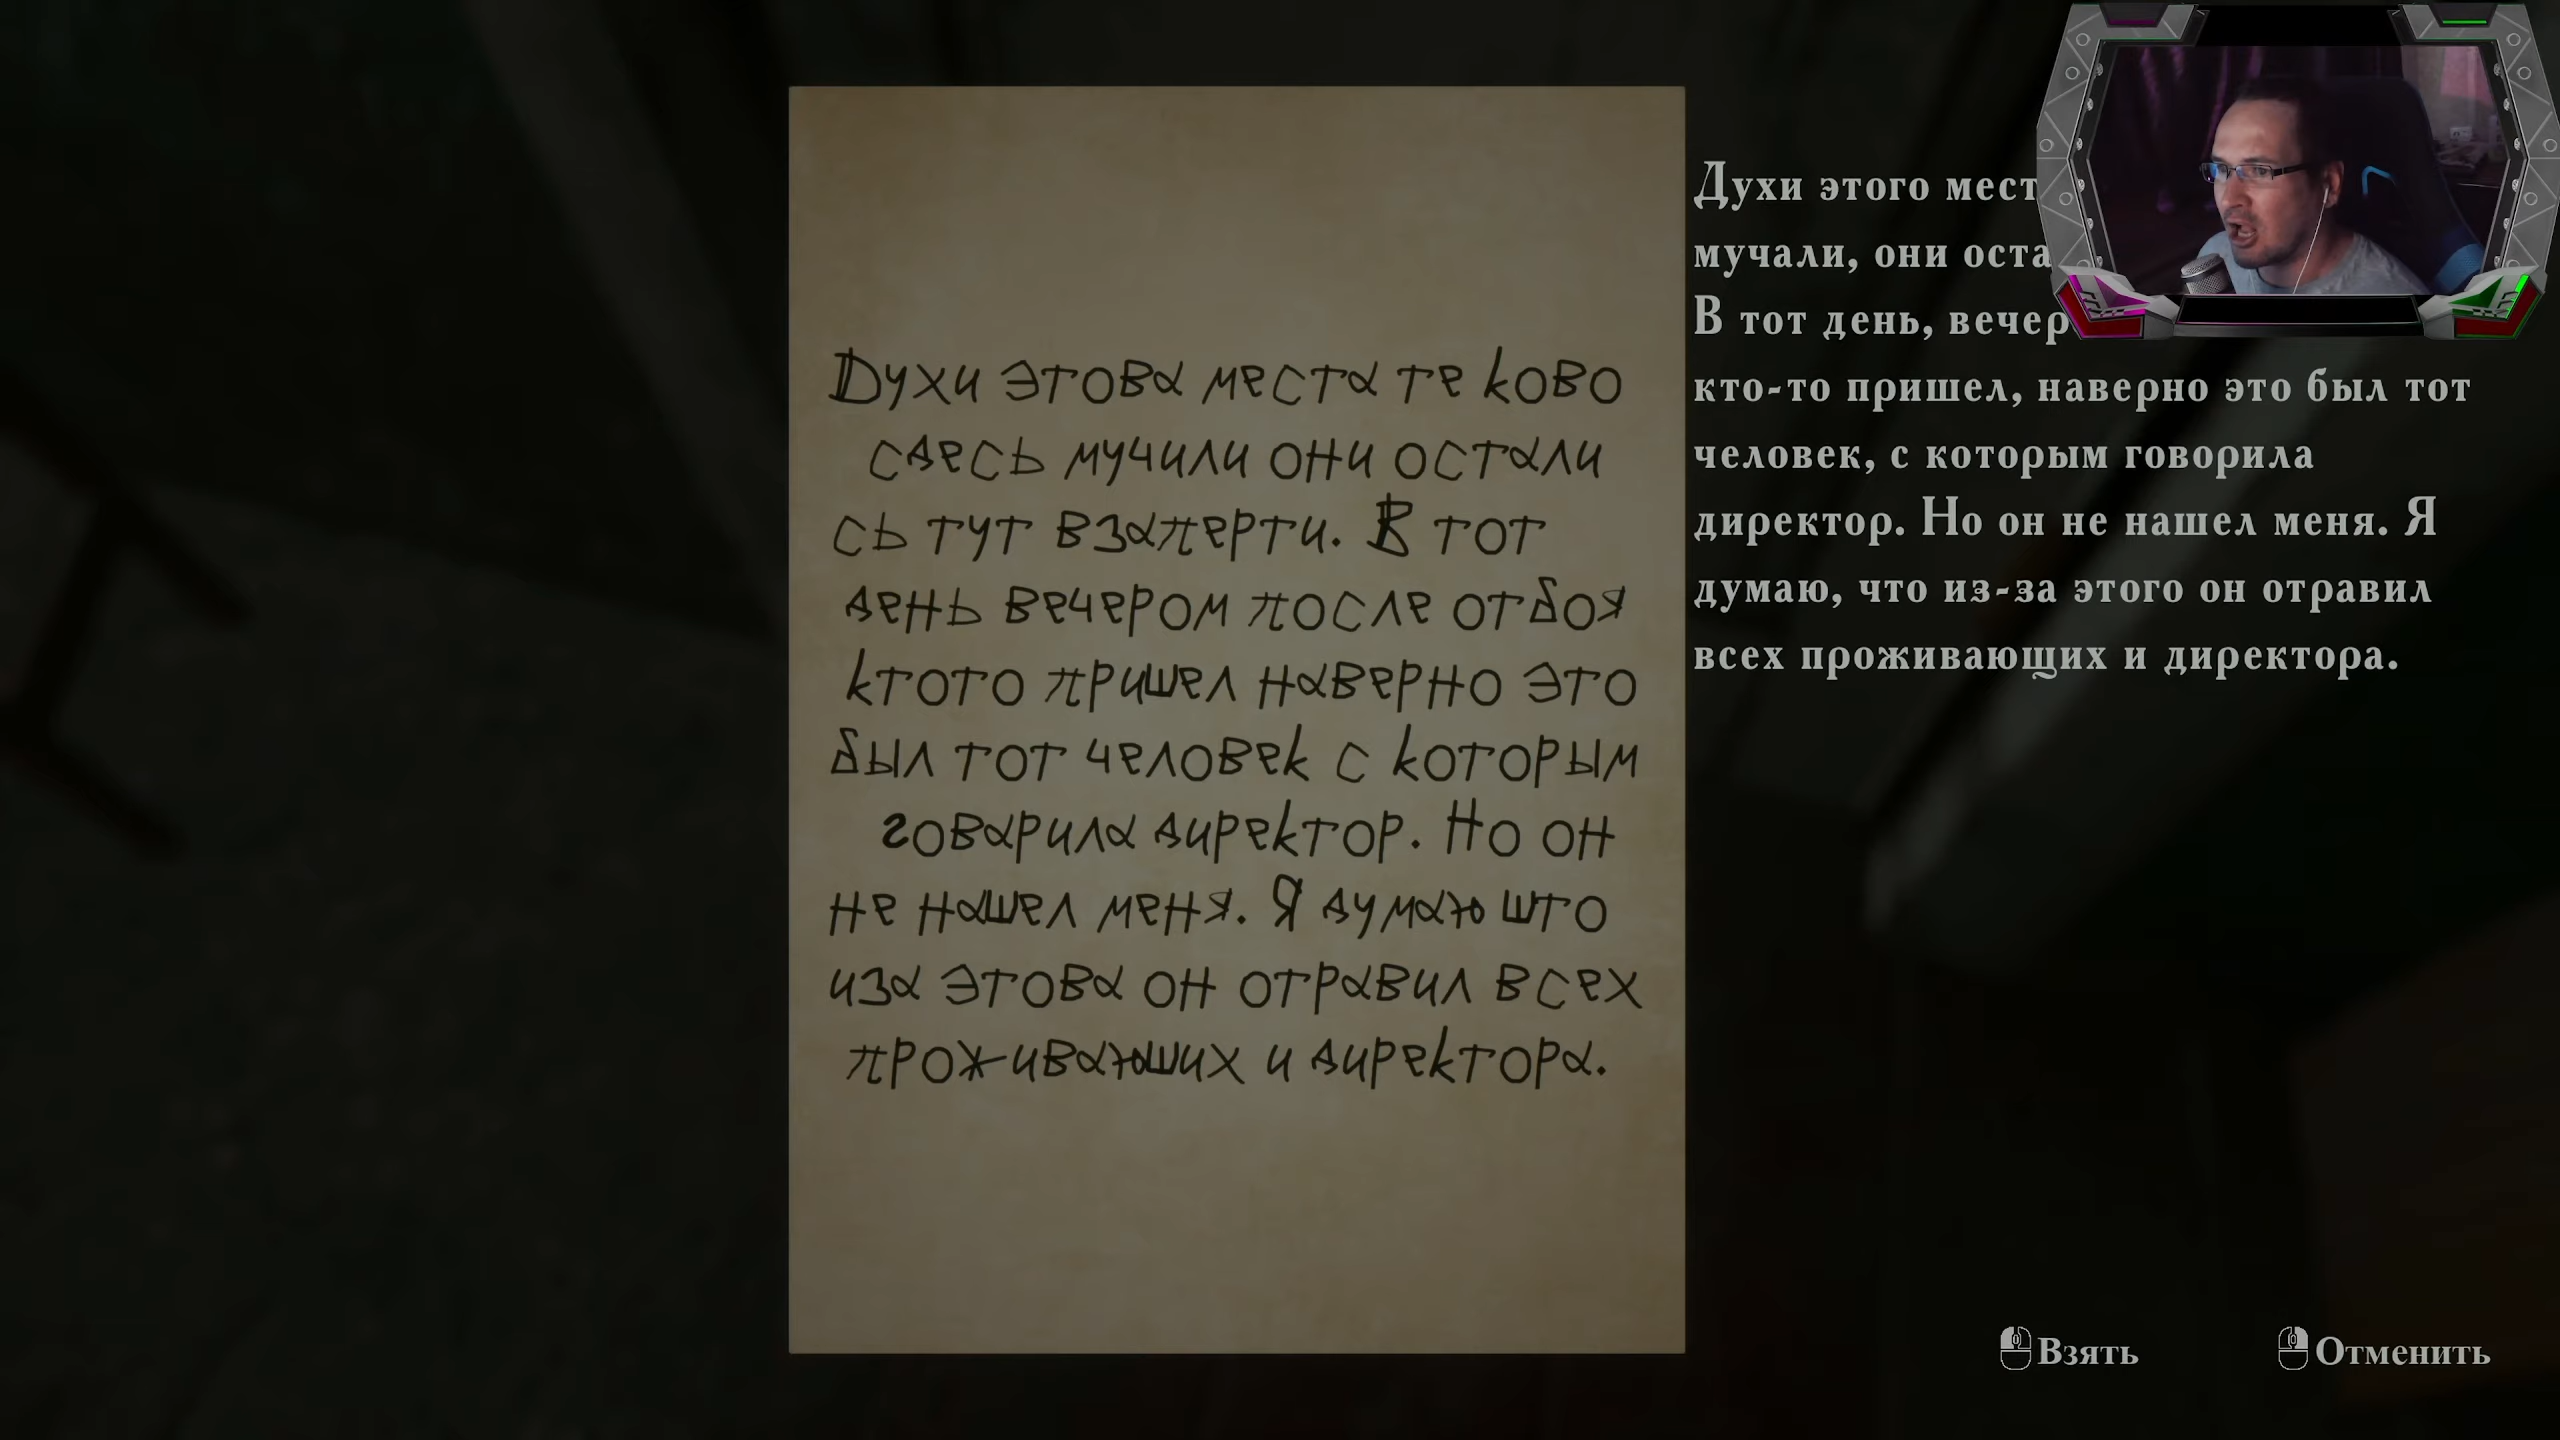 Духи этова места те ково
сдесь мучили они остали
сь тут взаперти. В тот
день вечером после отбоя
ктото пришел наверно это
был тот человек с которым
говарила директор. Но он
не нашел меня. Я думаю што
иза этова он отравил всех
проживаюших и директора.
Духи этого мест
мучали, они оста
В тот день, вечер
кто-то пришел, наверно это был тот
человек, с которым говорила
директор. Но он не нашел меня. Я
думаю, что из-за этого он отравил
всех проживающих и директора.
Взять
Отменить